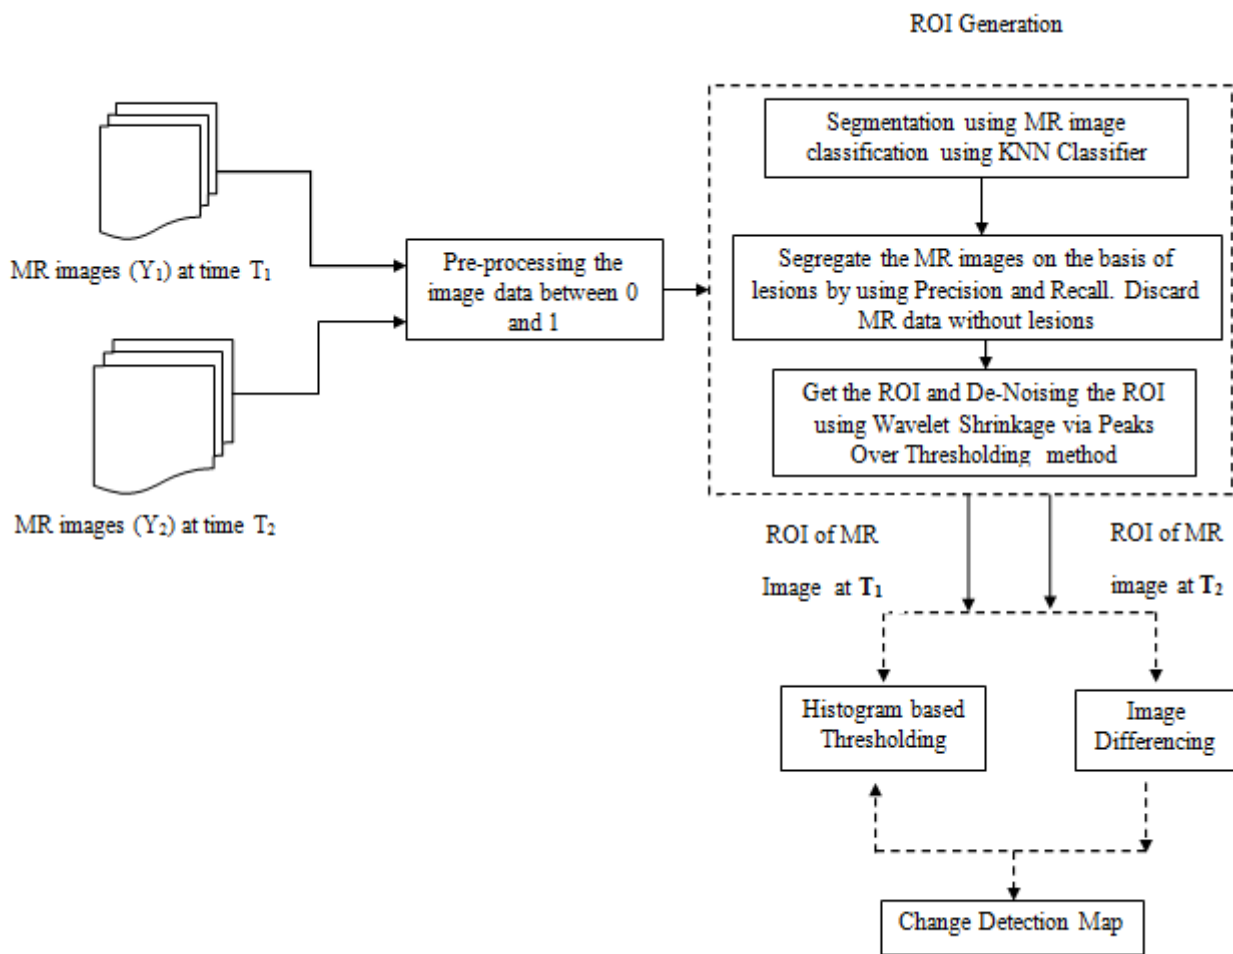 ROI Generation
Segmentation using MR image
classification using KNN Classifier
MR images (Y₁) at time T₁
Pre-processing the
image data between 0
and 1
Segregate the MR images on the basis of
lesions by using Precision and Recall. Discard
MR data without lesions
Get the ROI and De-Noising the ROI
using Wavelet Shrinkage via Peaks
Over Thresholding method
MR images (Y₂) at time T₂
ROI of MR
Image at T₁
ROI of MR
image at T₂
Histogram based
Thresholding
Image
Differencing
Change Detection Map